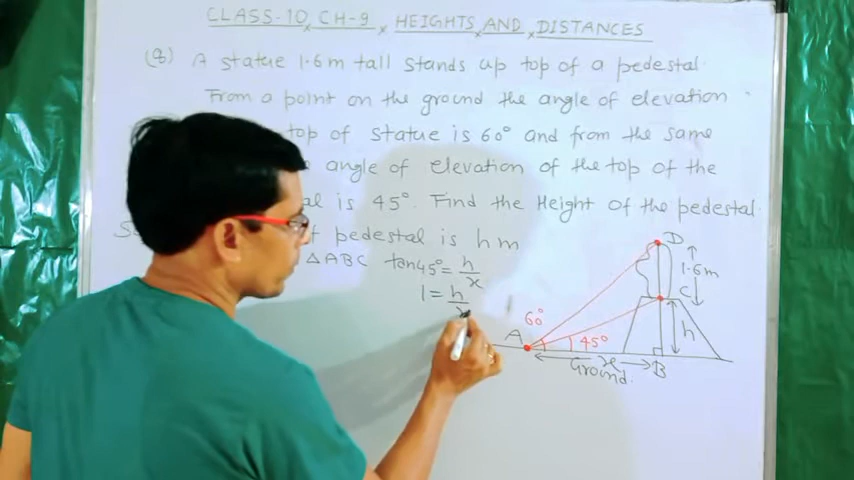 CLASS-10, CH-9 x HEIGHTS AND DISTANCES
(8) A statue 1.6m tall stands up top of a pedestal.
From a point on the ground the angle of elevation
top of statue is 60° and from the same
angle of elevation of the top of the
is 45°. Find the Height of the pedestal.
pedestal is h m
△ABC tan45° = h/x
1 = h/x
D
1.6m
C
60°
h
A
45°
x
B
Ground.